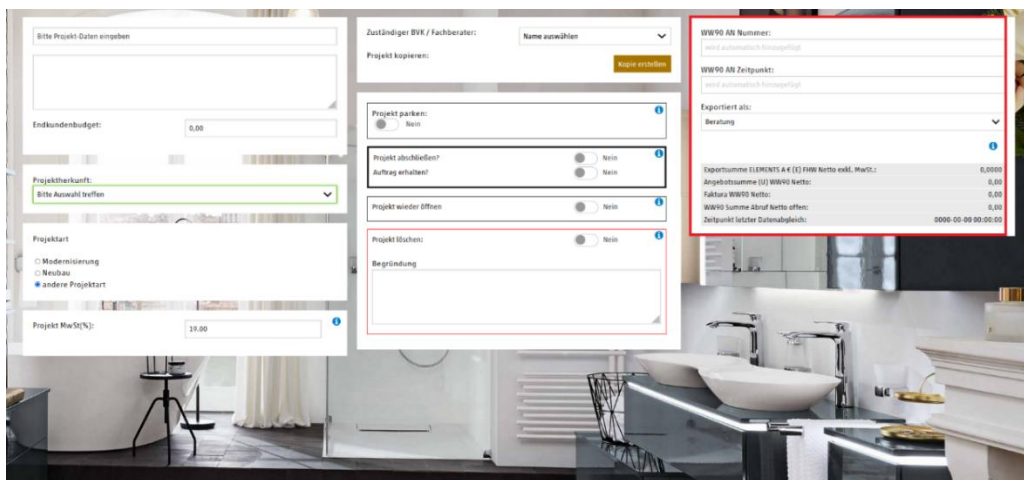 Bitte Projekt-Daten eingeben
Endkundenbudget:
0,00
Projektherkunft:
Bitte Auswahl treffen
Projektart
Modernisierung
Neubau
andere Projektart
Projekt MwSt(%):
19.00
Zuständiger BVK / Fachberater:
Name auswählen
Projekt kopieren:
Kopie erstellen
Projekt parken:
Nein
Projekt abschließen?
Nein
Auftrag erhalten?
Nein
Projekt wieder öffnen
Nein
Projekt löschen:
Nein
Begründung
WW90 AN Nummer:
wird automatisch hinzugefügt
WW90 AN Zeitpunkt:
wird automatisch hinzugefügt
Exportiert als:
Beratung
Exportsumme ELEMENTS A € (E) FHW Netto exkl. MwSt.: 0,0000
Angebotssumme (U) WW90 Netto: 0,00
Faktura WW90 Netto: 0,00
WW90 Summe Abruf Netto offen: 0,00
Zeitpunkt letzter Datenabgleich: 0000-00-00 00:00:00